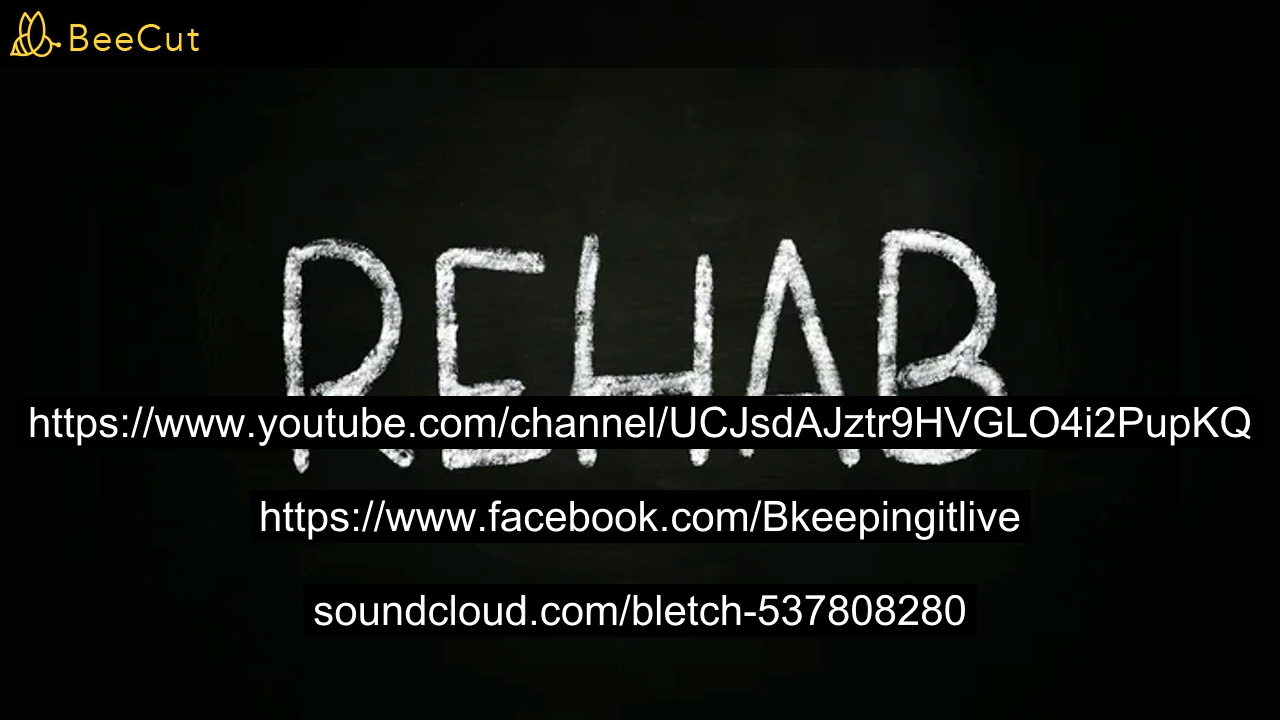 BeeCut
REHAB
https://www.youtube.com/channel/UCJsdAJztr9HVGLO4i2PupKQ
https://www.facebook.com/Bkeepingitlive
soundcloud.com/bletch-537808280